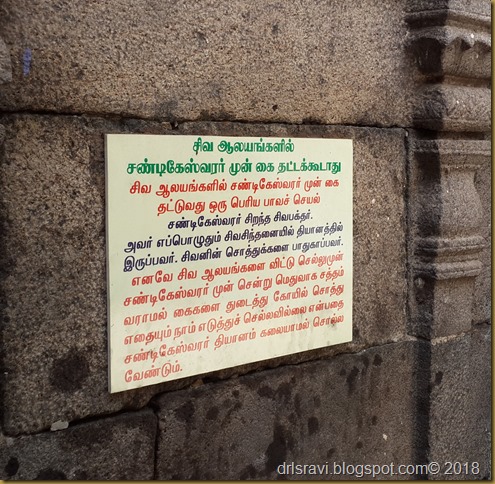 சிவ ஆலயங்களில்
சண்டிகேஸ்வரர் முன் கை தட்டக்கூடாது
சிவ ஆலயங்களில் சண்டிகேஸ்வரர் முன் கை
தட்டுவது ஒரு பெரிய பாவச் செயல்
சண்டிகேஸ்வரர் சிறந்த சிவபக்தர்.
அவர் எப்பொழுதும் சிவசிந்தனையில் தியானத்தில்
இருப்பவர். சிவனின் சொத்துக்களை பாதுகாப்பவர்.
எனவே சிவ ஆலயங்களை விட்டு செல்லுமுன்
சண்டிகேஸ்வரர் முன் சென்று மெதுவாக சத்தம்
வராமல் கைகளை துடைத்து கோயில் சொத்து
எதையும் நாம் எடுத்துச் செல்லவில்லை என்பதை
சண்டிகேஸ்வரர் தியானம் கலையாமல் சொல்ல
வேண்டும்.
drlsravi.blogspot.com© 2018